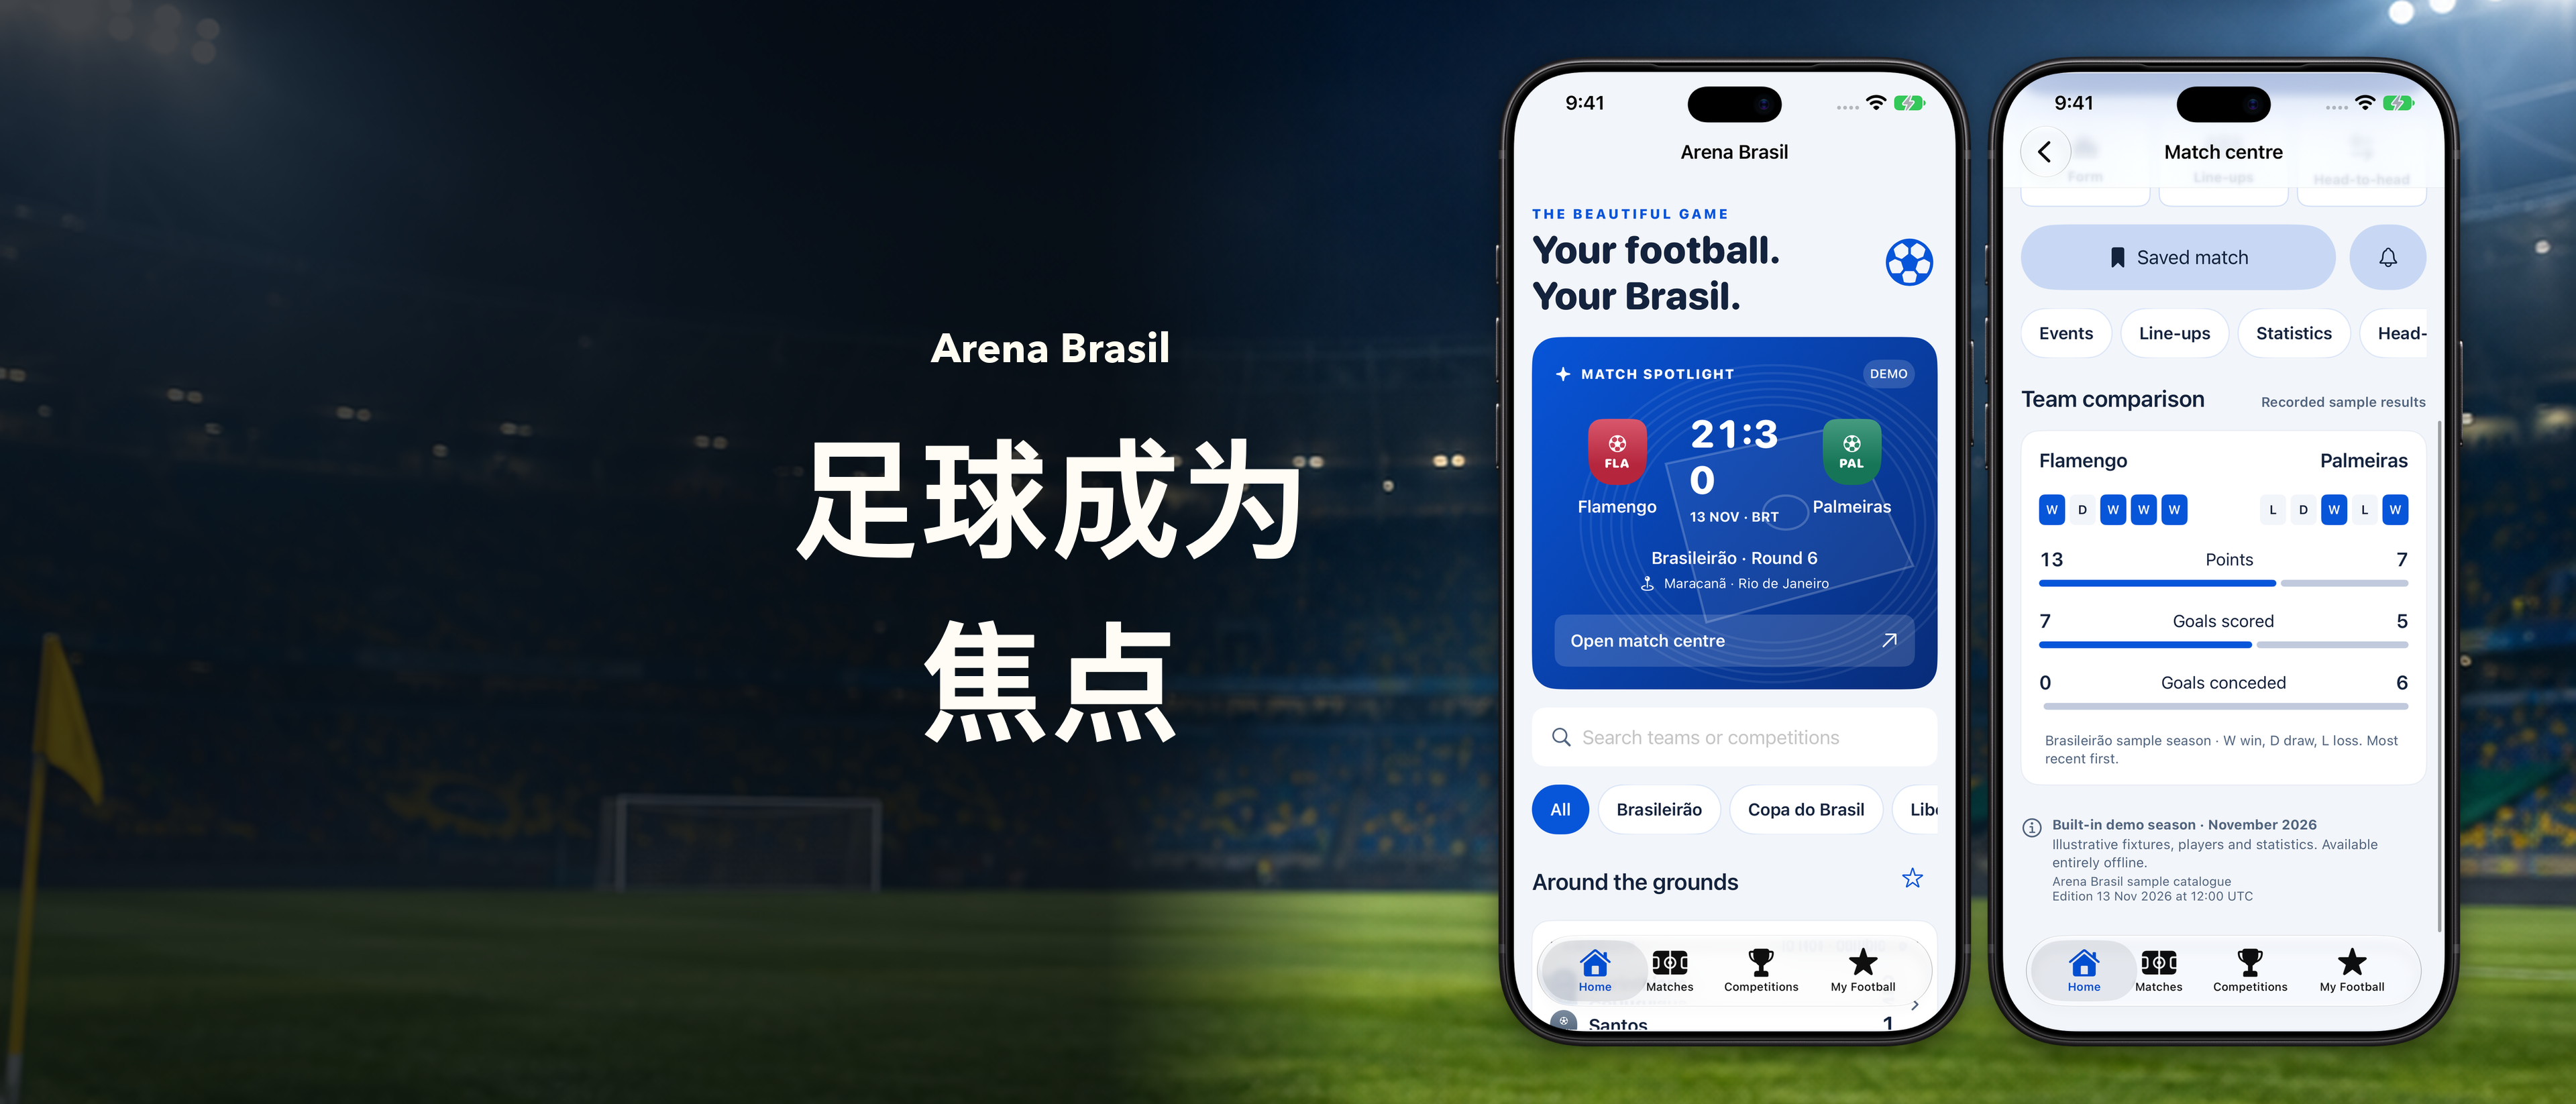 Arena Brasil
足球成为
焦点
9:41
Arena Brasil
THE BEAUTIFUL GAME
Your football.
Your Brasil.
MATCH SPOTLIGHT
DEMO
FLA
21:3
0
PAL
Flamengo
13 NOV · BRT
Palmeiras
Brasileirão · Round 6
Maracanã · Rio de Janeiro
Open match centre
Search teams or competitions
All
Brasileirão
Copa do Brasil
Around the grounds
Santos
1
Home
Matches
Competitions
My Football
9:41
Match centre
Form
Line-ups
Head-to-head
Saved match
Events
Line-ups
Statistics
Head-
Team comparison
Recorded sample results
Flamengo
Palmeiras
W D W W W
L D W L W
13 Points 7
7 Goals scored 5
0 Goals conceded 6
Brasileirão sample season · W win, D draw, L loss. Most
recent first.
Built-in demo season · November 2026
Illustrative fixtures, players and statistics. Available
entirely offline.
Arena Brasil sample catalogue
Edition 13 Nov 2026 at 12:00 UTC
Home
Matches
Competitions
My Football